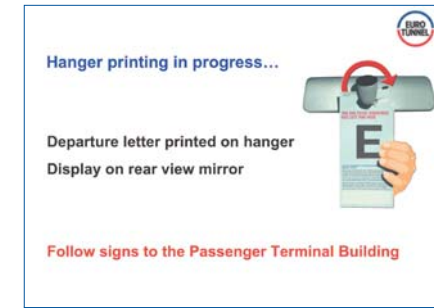 EURO
TUNNEL
Hanger printing in progress…
E
Departure letter printed on hanger
Display on rear view mirror
Follow signs to the Passenger Terminal Building